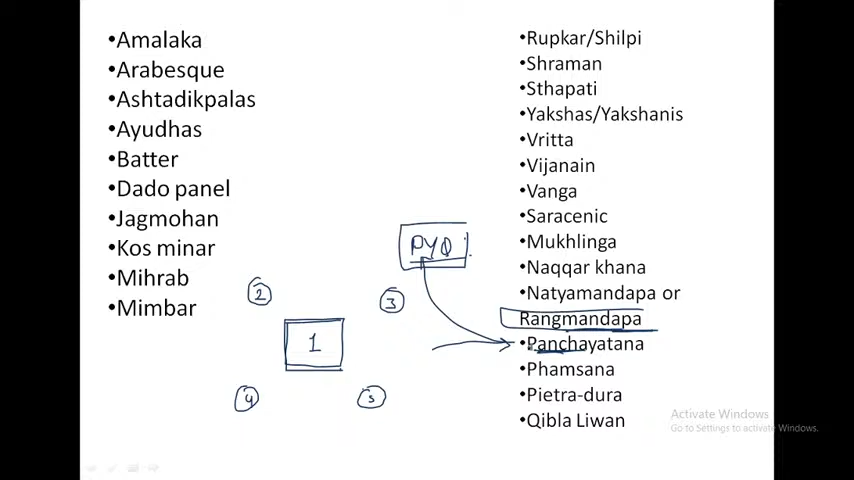 •Amalaka
•Arabesque
•Ashtadikpalas
•Ayudhas
•Batter
•Dado panel
•Jagmohan
•Kos minar
•Mihrab
•Mimbar
•Rupkar/Shilpi
•Shraman
•Sthapati
•Yakshas/Yakshanis
•Vritta
•Vijanain
•Vanga
•Saracenic
•Mukhlinga
•Naqqar khana
•Natyamandapa or
Rangmandapa
•Panchayatana
•Phamsana
•Pietra-dura
•Qibla Liwan
PYQ
2
3
1
4
5
Activate Windows
Go to Settings to activate Windows.